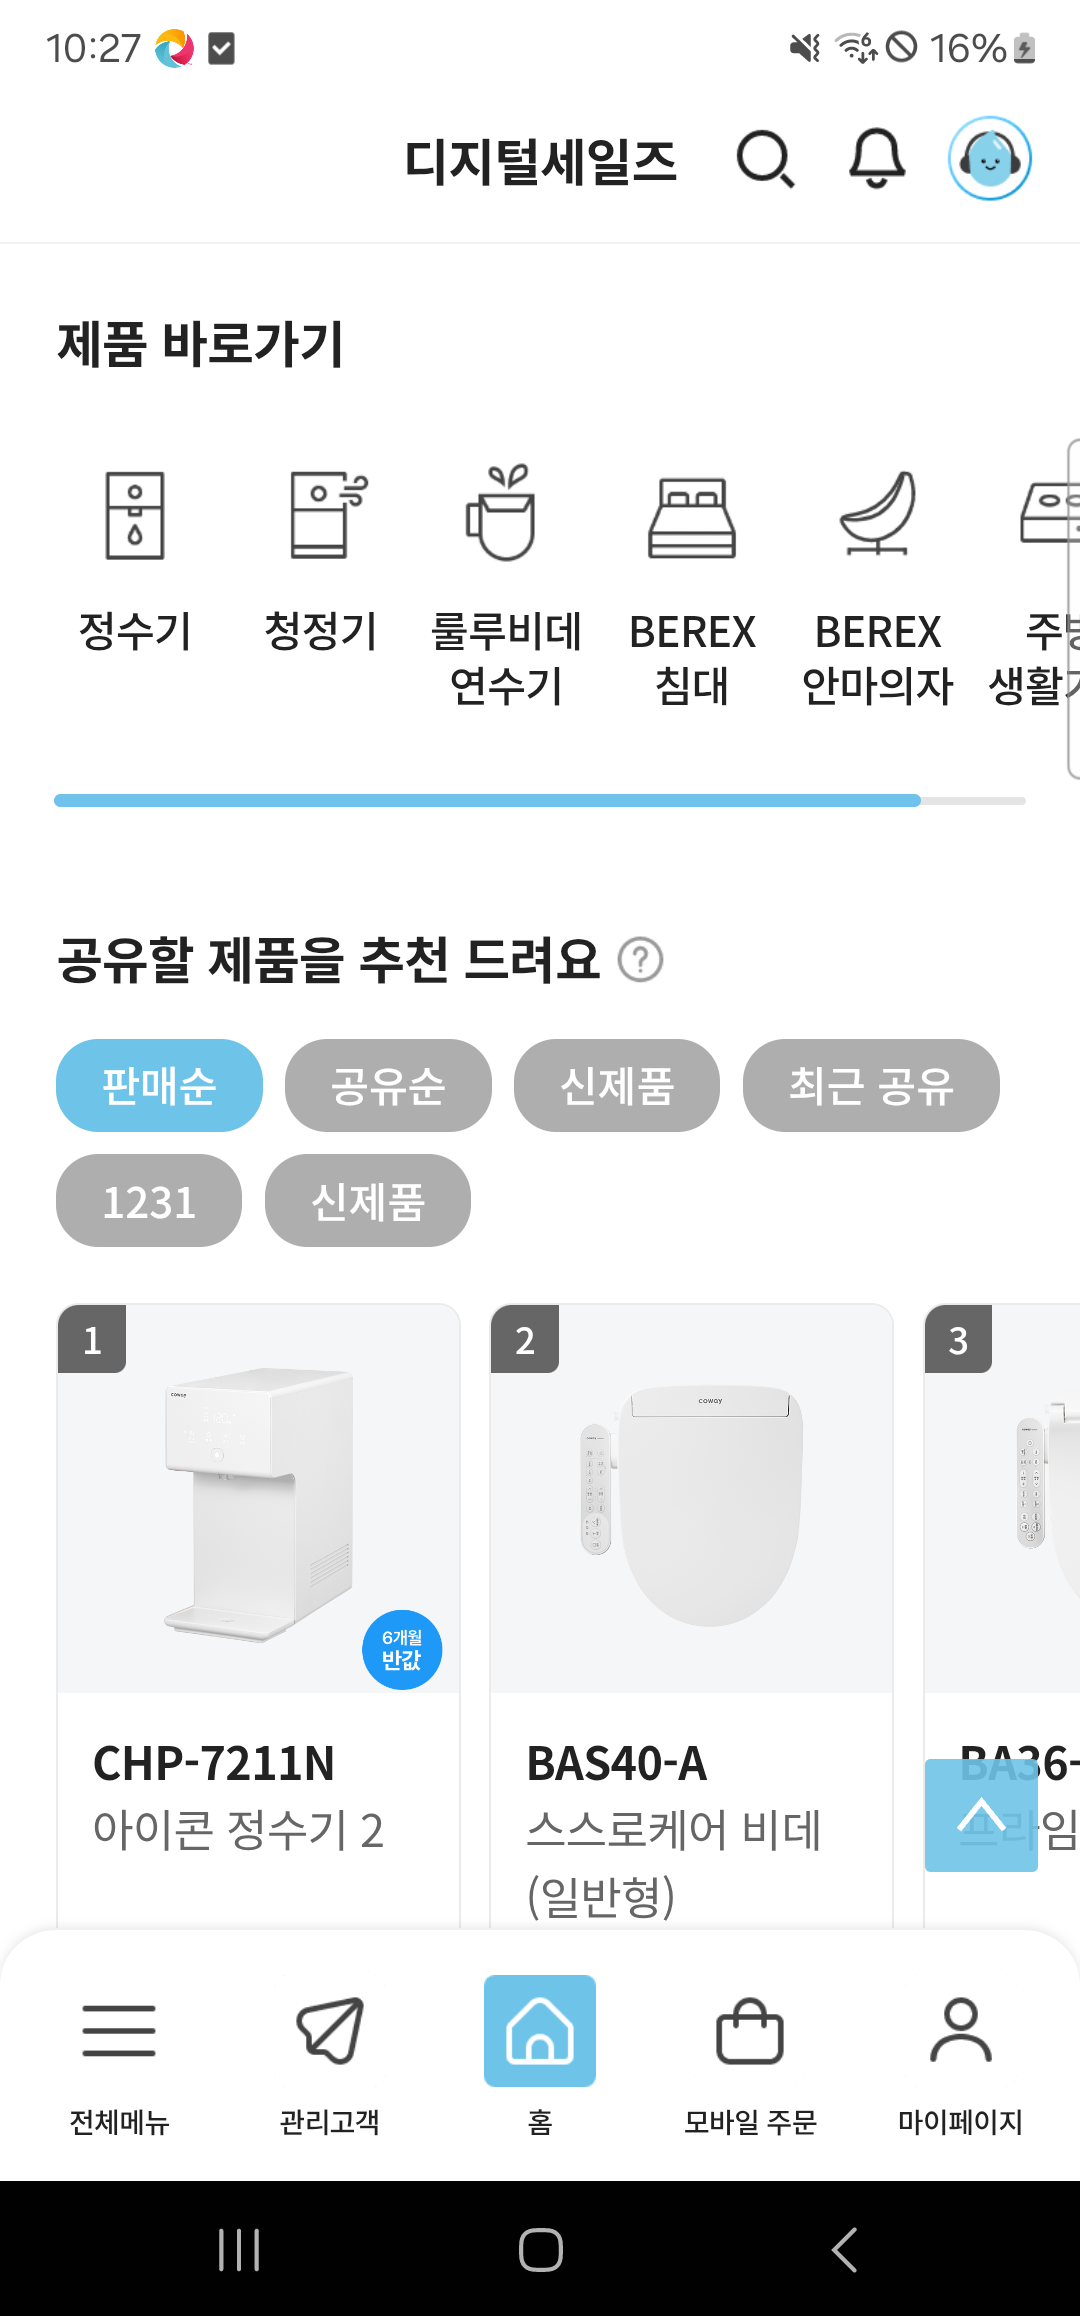 10:27
16%
디지털세일즈
제품 바로가기
정수기
청정기
룰루비데
연수기
BEREX
침대
BEREX
안마의자
생활
공유할 제품을 추천 드려요 ?
판매순
공유순
신제품
최근 공유
1231
신제품
1
2
3
coway
coway
6개월
반값
CHP-7211N
아이콘 정수기 2
BAS40-A
스스로케어 비데
(일반형)
BA36-
프라임
전체메뉴
관리고객
홈
모바일 주문
마이페이지